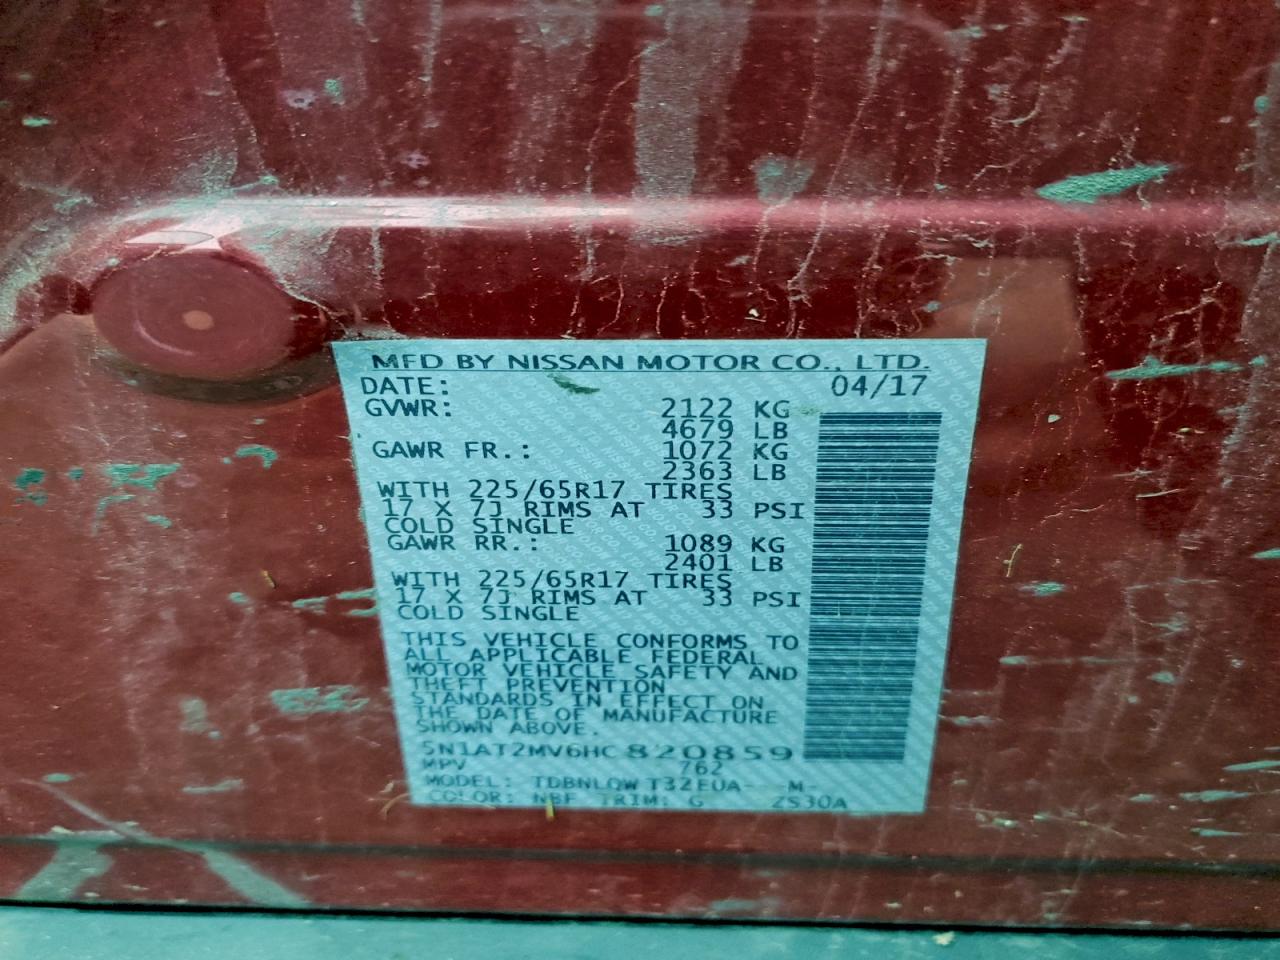 MFD BY NISSAN MOTOR CO., LTD.
DATE: 04/17
GVWR: 2122 KG
4679 LB
GAWR FR.: 1072 KG
2363 LB
WITH 225/65R17 TIRES
17 X 7J RIMS AT 33 PSI
COLD SINGLE
GAWR RR.: 1089 KG
2401 LB
WITH 225/65R17 TIRES
17 X 7J RIMS AT 33 PSI
COLD SINGLE
THIS VEHICLE CONFORMS TO
ALL APPLICABLE FEDERAL
MOTOR VEHICLE SAFETY AND
THEFT PREVENTION
STANDARDS IN EFFECT ON
THE DATE OF MANUFACTURE
SHOWN ABOVE.
5N1AT2MV6HC820859
MPV 762
MODEL: TDBNLQW T32EUA- -M-
COLOR: NBF TRIM: G ZS30A